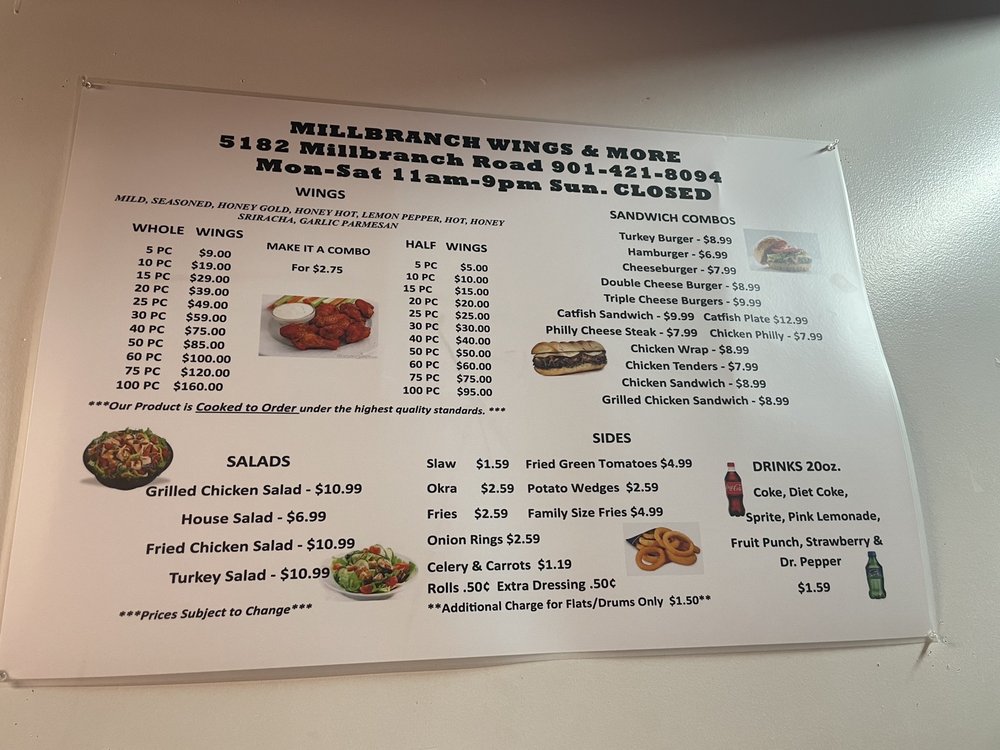 MILLBRANCH WINGS & MORE
5182 Millbranch Road 901-421-8094
Mon-Sat 11am-9pm Sun. CLOSED
WINGS
MILD, SEASONED, HONEY GOLD, HONEY HOT, LEMON PEPPER, HOT, HONEY
SRIRACHA, GARLIC PARMESAN
WHOLE WINGS
5 PC $9.00
10 PC $19.00
15 PC $29.00
20 PC $39.00
25 PC $49.00
30 PC $59.00
40 PC $75.00
50 PC $85.00
60 PC $100.00
75 PC $120.00
100 PC $160.00
MAKE IT A COMBO
For $2.75
HALF WINGS
5 PC $5.00
10 PC $10.00
15 PC $15.00
20 PC $20.00
25 PC $25.00
30 PC $30.00
40 PC $40.00
50 PC $50.00
60 PC $60.00
75 PC $75.00
100 PC $95.00
***Our Product is Cooked to Order under the highest quality standards. ***
SANDWICH COMBOS
Turkey Burger - $8.99
Hamburger - $6.99
Cheeseburger - $7.99
Double Cheese Burger - $8.99
Triple Cheese Burgers - $9.99
Catfish Sandwich - $9.99 Catfish Plate $12.99
Philly Cheese Steak - $7.99 Chicken Philly - $7.99
Chicken Wrap - $8.99
Chicken Tenders - $7.99
Chicken Sandwich - $8.99
Grilled Chicken Sandwich - $8.99
SALADS
Grilled Chicken Salad - $10.99
House Salad - $6.99
Fried Chicken Salad - $10.99
Turkey Salad - $10.99
***Prices Subject to Change***
SIDES
Slaw $1.59 Fried Green Tomatoes $4.99
Okra $2.59 Potato Wedges $2.59
Fries $2.59 Family Size Fries $4.99
Onion Rings $2.59
Celery & Carrots $1.19
Rolls .50¢ Extra Dressing .50¢
**Additional Charge for Flats/Drums Only $1.50**
DRINKS 20oz.
Coke, Diet Coke,
Sprite, Pink Lemonade,
Fruit Punch, Strawberry &
Dr. Pepper
$1.59